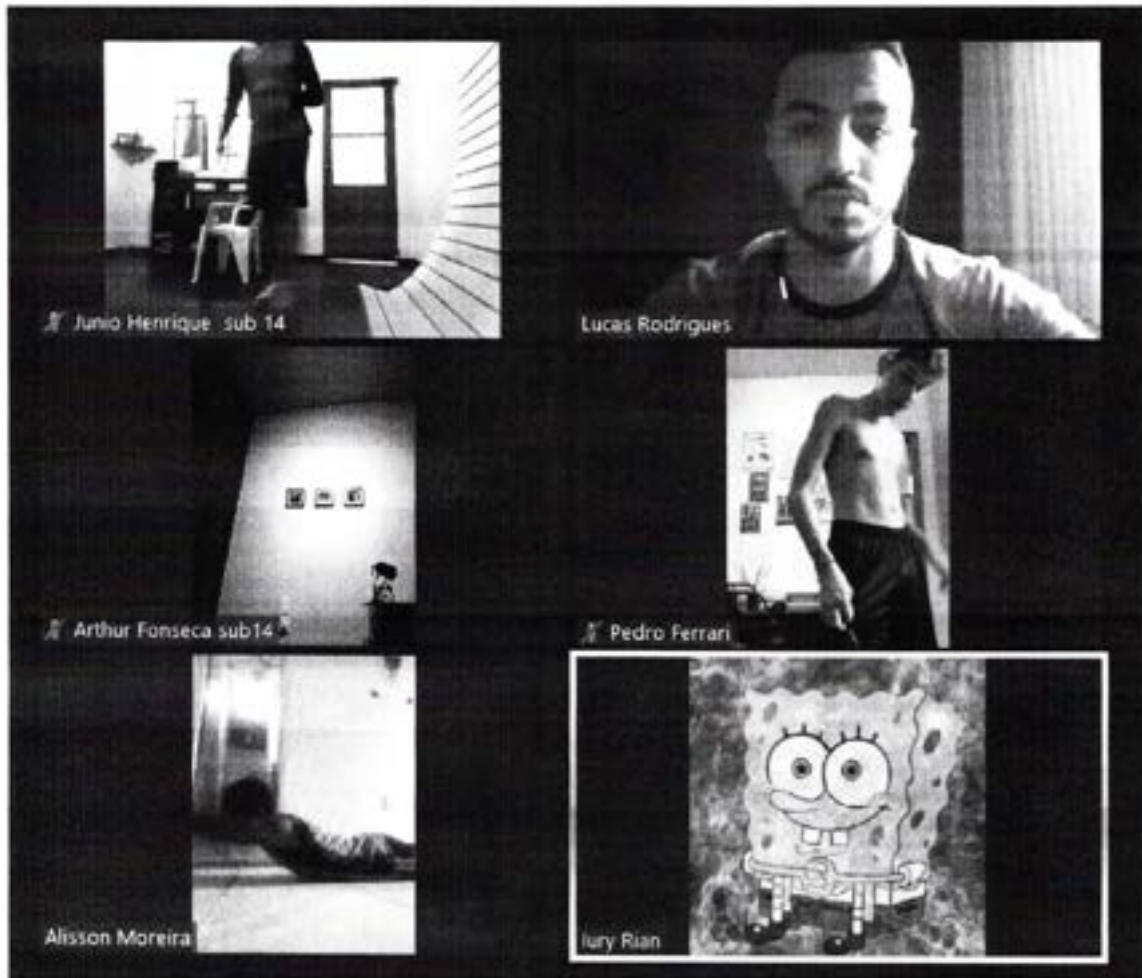 Junio Henrique sub 14
Lucas Rodrigues
Arthur Fonseca sub14
Pedro Ferrari
Alisson Moreira
Iury Rian